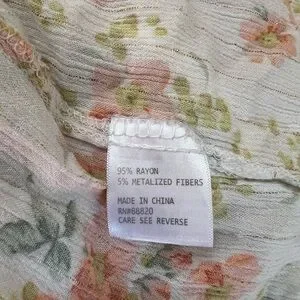 95% RAYON
5% METALIZED FIBERS
MADE IN CHINA
RN#68820
CARE SEE REVERSE